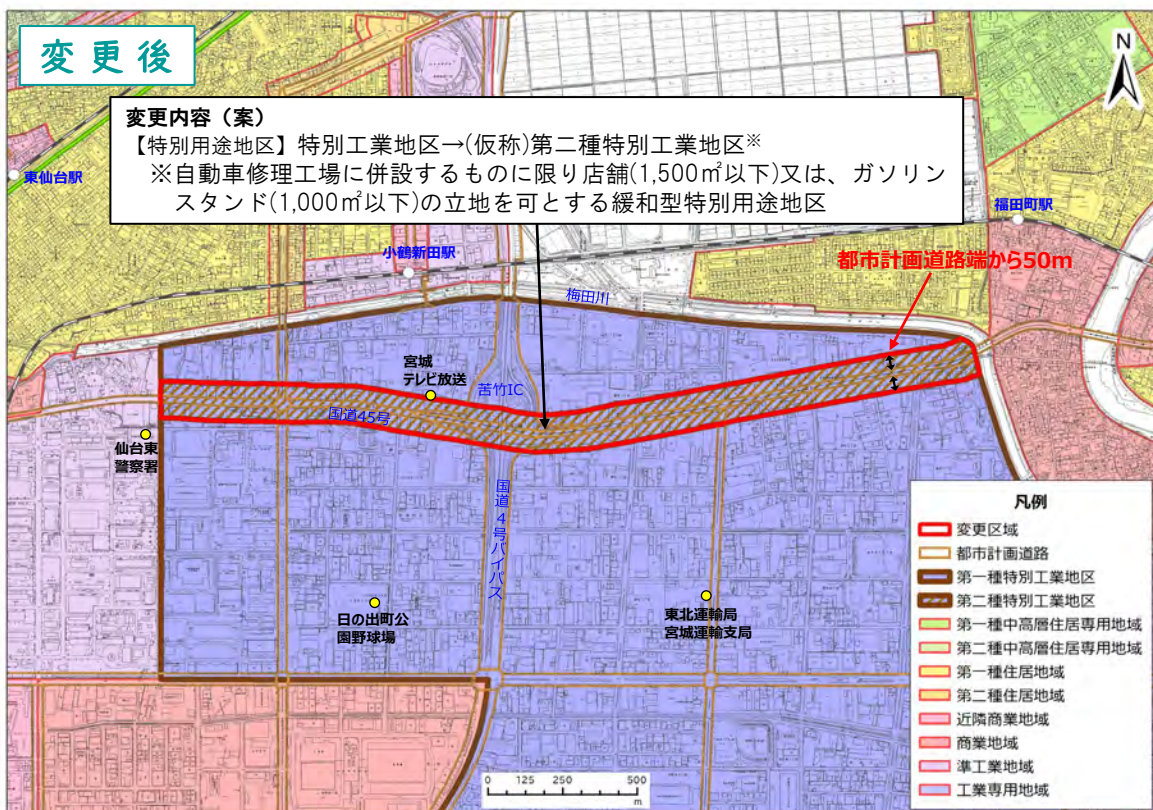 変更後
N
変更内容（案）
【特別用途地区】特別工業地区→(仮称)第二種特別工業地区※
※自動車修理工場に併設するものに限り店舗(1,500㎡以下)又は、ガソリン
スタンド(1,000㎡以下)の立地を可とする緩和型特別用途地区
東仙台駅
福田町駅
小鶴新田駅
都市計画道路端から50m
梅田川
宮城
テレビ放送
苦竹IC
国道45号
仙台東
警察署
国道4号バイパス
日の出町公
園野球場
東北運輸局
宮城運輸支局
凡例
変更区域
都市計画道路
第一種特別工業地区
第二種特別工業地区
第一種中高層住居専用地域
第二種中高層住居専用地域
第一種住居地域
第二種住居地域
近隣商業地域
商業地域
準工業地域
工業専用地域
0 125 250 500
m